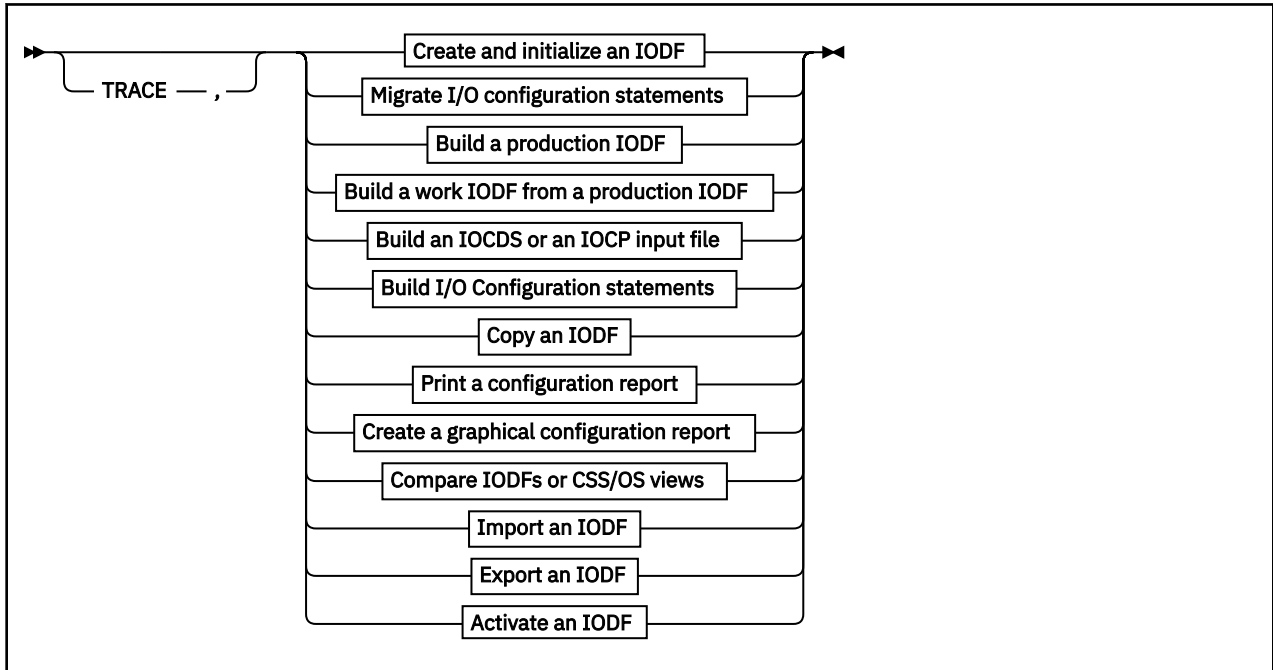 Create and initialize an IODF
TRACE ,
Migrate I/O configuration statements
Build a production IODF
Build a work IODF from a production IODF
Build an IOCDS or an IOCP input file
Build I/O Configuration statements
Copy an IODF
Print a configuration report
Create a graphical configuration report
Compare IODFs or CSS/OS views
Import an IODF
Export an IODF
Activate an IODF